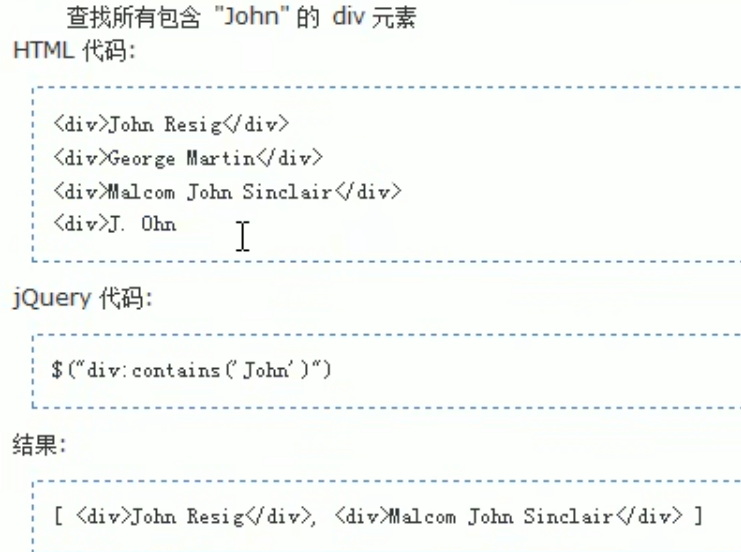 查找所有包含 "John" 的 div 元素
HTML 代码:
<div>John Resig</div>
<div>George Martin</div>
<div>Malcom John Sinclair</div>
<div>J. Ohn
jQuery 代码:
$("div:contains('John')")
结果:
[ <div>John Resig</div>, <div>Malcom John Sinclair</div> ]